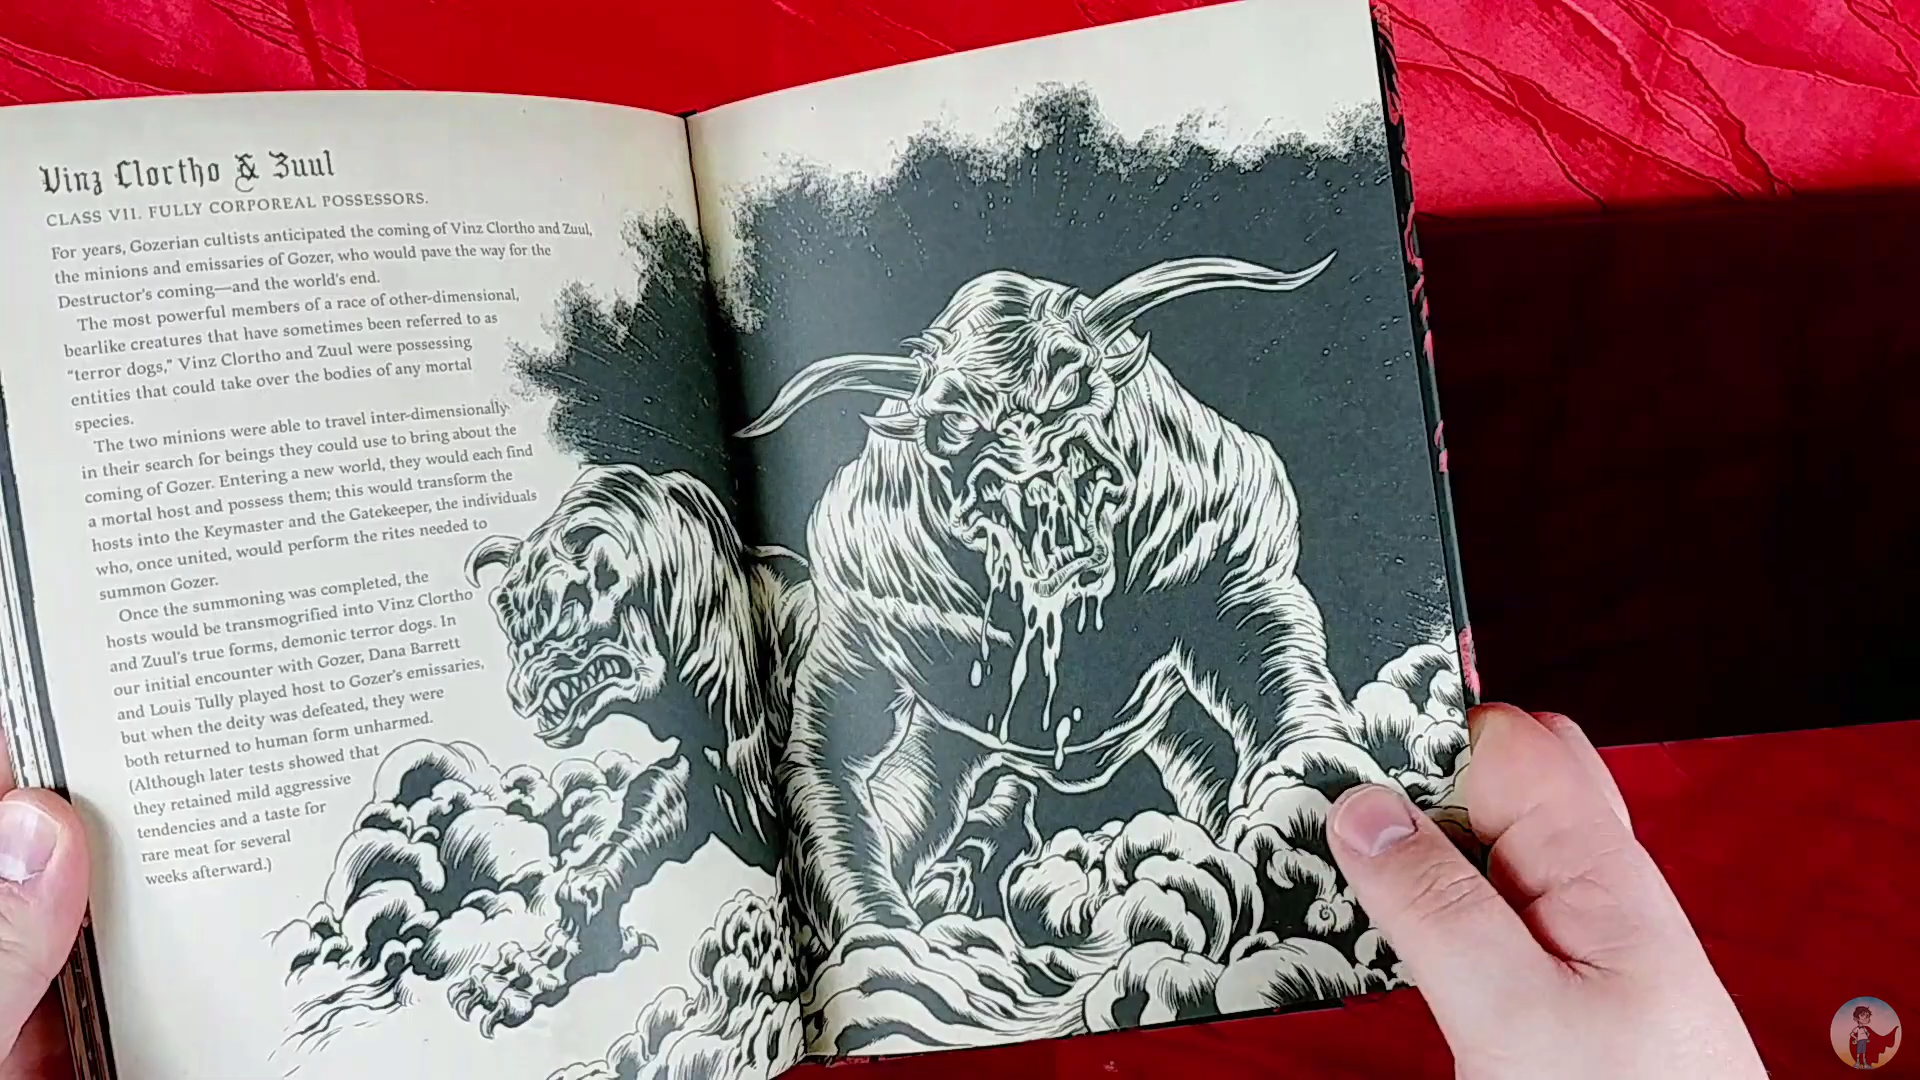 Vinz Clortho & Zuul
CLASS VII. FULLY CORPOREAL POSSESSORS.
For years, Gozerian cultists anticipated the coming of Vinz Clortho and Zuul,
the minions and emissaries of Gozer, who would pave the way for the
Destructor's coming—and the world's end.
The most powerful members of a race of other-dimensional,
bearlike creatures that have sometimes been referred to as
"terror dogs," Vinz Clortho and Zuul were possessing
entities that could take over the bodies of any mortal
species.
The two minions were able to travel inter-dimensionally
in their search for beings they could use to bring about the
coming of Gozer. Entering a new world, they would each find
a mortal host and possess them; this would transform the
hosts into the Keymaster and the Gatekeeper, the individuals
who, once united, would perform the rites needed to
summon Gozer.
Once the summoning was completed, the
hosts would be transmogrified into Vinz Clortho
and Zuul's true forms, demonic terror dogs. In
our initial encounter with Gozer, Dana Barrett
and Louis Tully played host to Gozer's emissaries,
but when the deity was defeated, they were
both returned to human form unharmed.
(Although later tests showed that
they retained mild aggressive
tendencies and a taste for
rare meat for several
weeks afterward.)